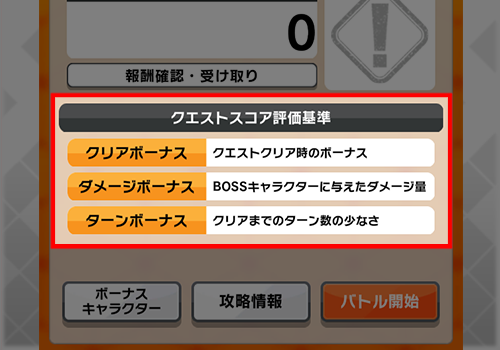 0
報酬確認・受け取り
クエストスコア評価基準
クリアボーナス クエストクリア時のボーナス
ダメージボーナス BOSSキャラクターに与えたダメージ量
ターンボーナス クリアまでのターン数の少なさ
ボーナス
キャラクター
攻略情報
バトル開始